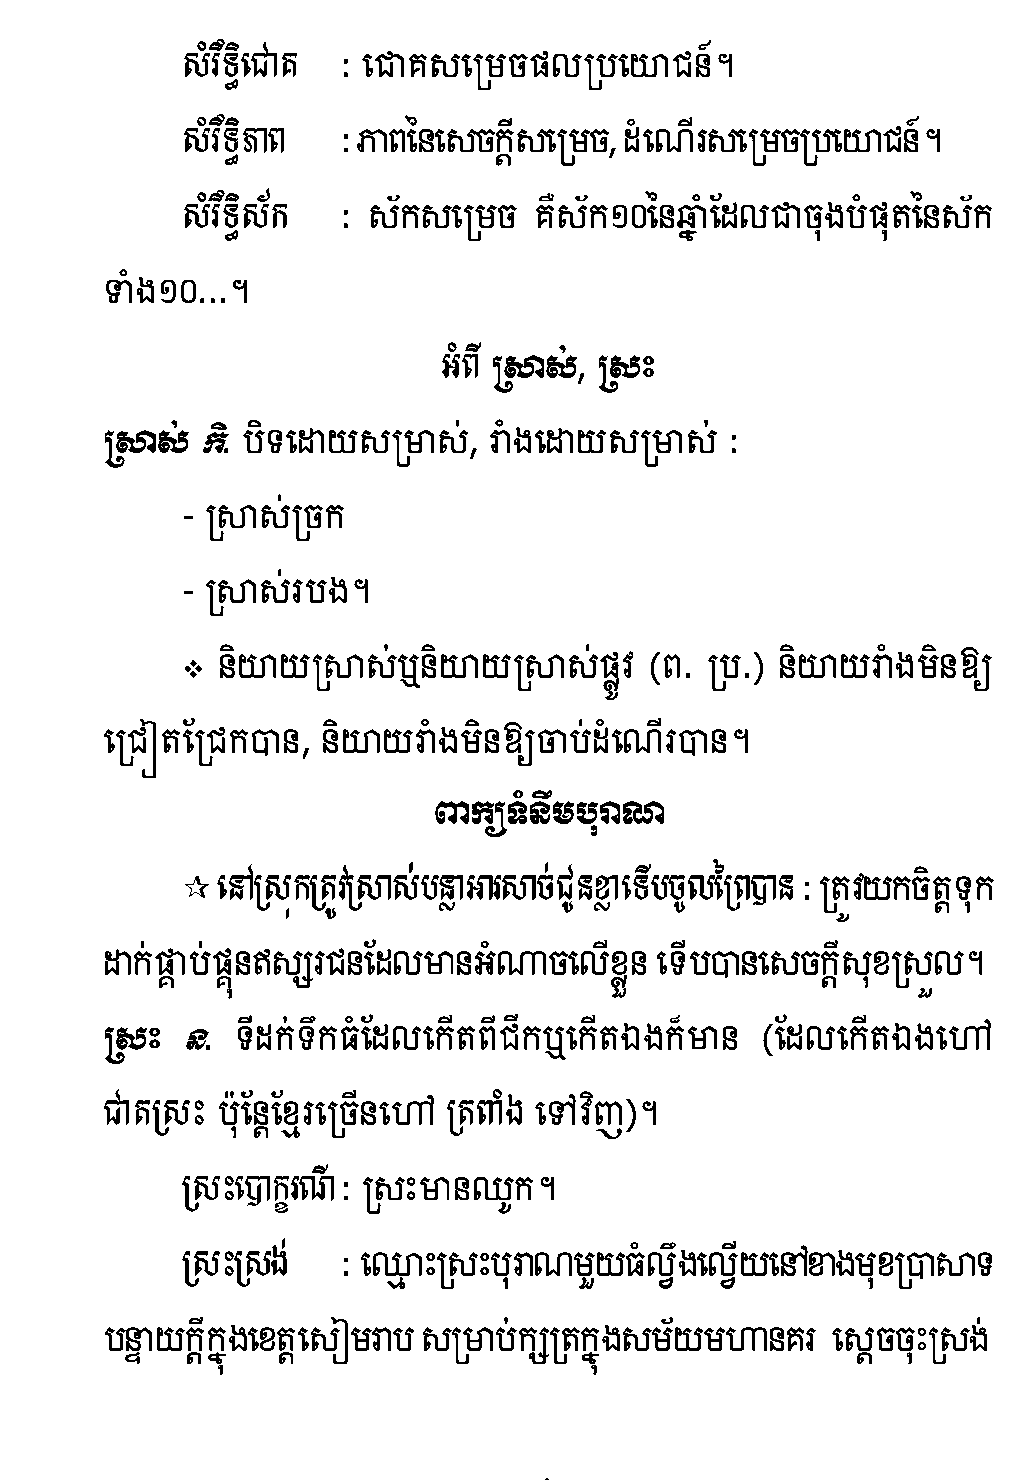 សំរឹទ្ធិជោគ : ជោគសម្រេចផលប្រយោជន៍។
សំរឹទ្ធិភាព : ភាពនៃសេចក្តីសម្រេច, ដំណើរសម្រេចប្រយោជន៍។
សំរឹទ្ធិស័ក : ស័កសម្រេច គឺស័ក១០នៃឆ្នាំដែលជាចុងបំផុតនៃស័ក
ទាំង១០...។
អំពី ស្រាស់, ស្រះ
ស្រាស់ កិ. បិទដោយសម្រាស់, រាំងដោយសម្រាស់ :
- ស្រាស់ច្រក
- ស្រាស់របង។
❖ និយាយស្រាស់ឬនិយាយស្រាស់ផ្លូវ (ព. ប្រ.) និយាយរាំងមិនឱ្យ
ជ្រៀតជ្រែកបាន, និយាយរាំងមិនឱ្យចាប់ដំណើរបាន។
ពាក្យទំនឹមបុរាណ
☆ នៅស្រុកត្រូវស្រាស់បន្លាអារសាច់ជូនខ្លាទើបចូលព្រៃបាន : ត្រូវយកចិត្តទុក
ដាក់ផ្គាប់ផ្គុនឥស្សរជនដែលមានអំណាចលើខ្លួន ទើបបានសេចក្តីសុខស្រួល។
ស្រះ ន. ទីដក់ទឹកធំដែលកើតពីជីកឬកើតឯងក៏មាន (ដែលកើតឯងហៅ
ជាតស្រះ ប៉ុន្តែខ្មែរច្រើនហៅ ត្រពាំង ទៅវិញ)។
ស្រះបោក្ខរណី : ស្រះមានឈូក។
ស្រះស្រង់ : ឈ្មោះស្រះបុរាណមួយធំល្វឹងល្វើយនៅខាងមុខប្រាសាទ
បន្ទាយក្តីក្នុងខេត្តសៀមរាប សម្រាប់ក្សត្រក្នុងសម័យមហានគរ ស្តេចចុះស្រង់